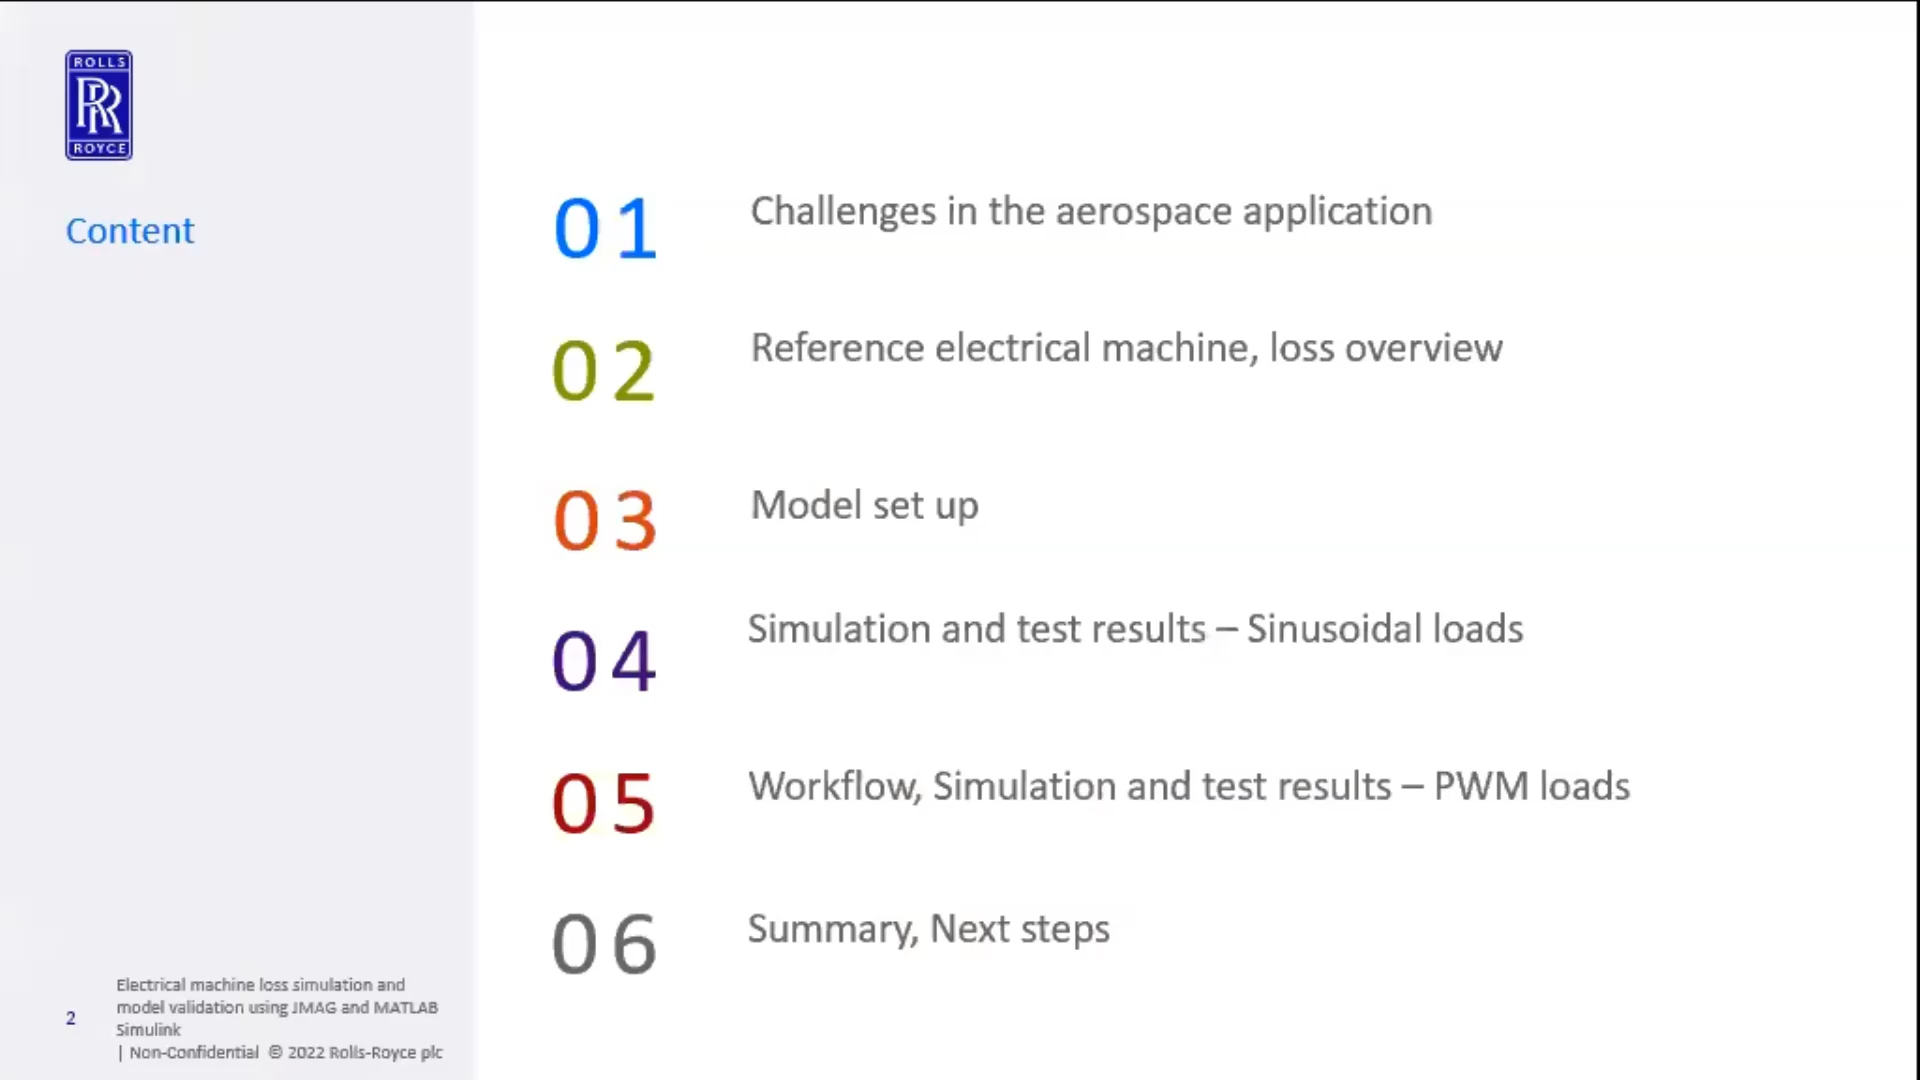 ROLLS
RR
ROYCE
Content
01 Challenges in the aerospace application
02 Reference electrical machine, loss overview
03 Model set up
04 Simulation and test results – Sinusoidal loads
05 Workflow, Simulation and test results – PWM loads
06 Summary, Next steps
2
Electrical machine loss simulation and
model validation using JMAG and MATLAB
Simulink
| Non-Confidential © 2022 Rolls-Royce plc